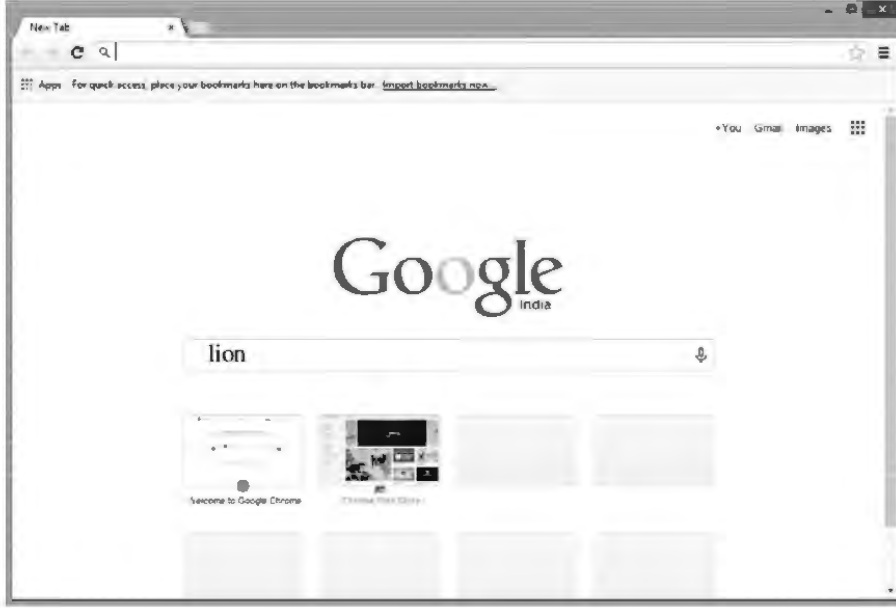 New Tab
Apps For quick access, place your bookmarks here on the bookmarks bar. Import bookmarks now...
+You Gmail Images
Google
India
lion
Welcome to Google Chrome